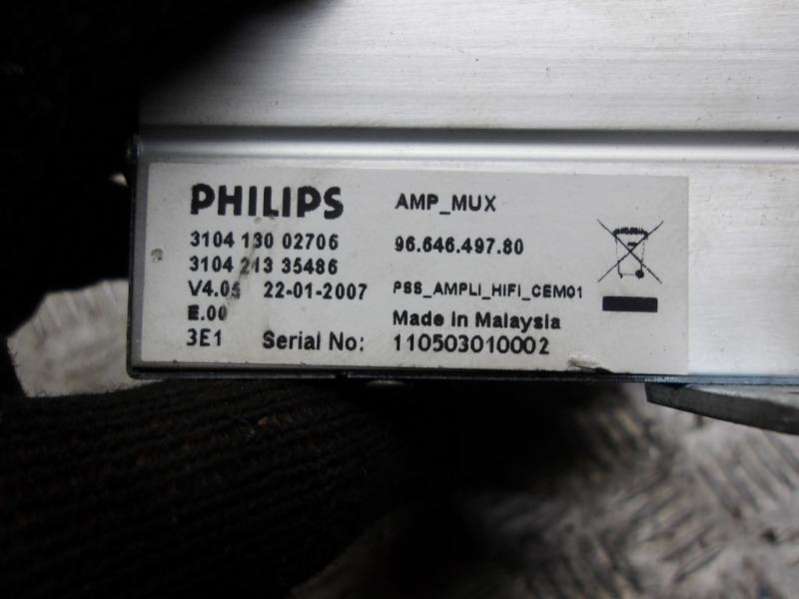 PHILIPS AMP_MUX
3104 130 02706 96.646.497.80
3104 213 35486
V4.05 22-01-2007 PSS_AMPLI_HIFI_CEM01
E.00 Made in Malaysia
3E1 Serial No: 110503010002